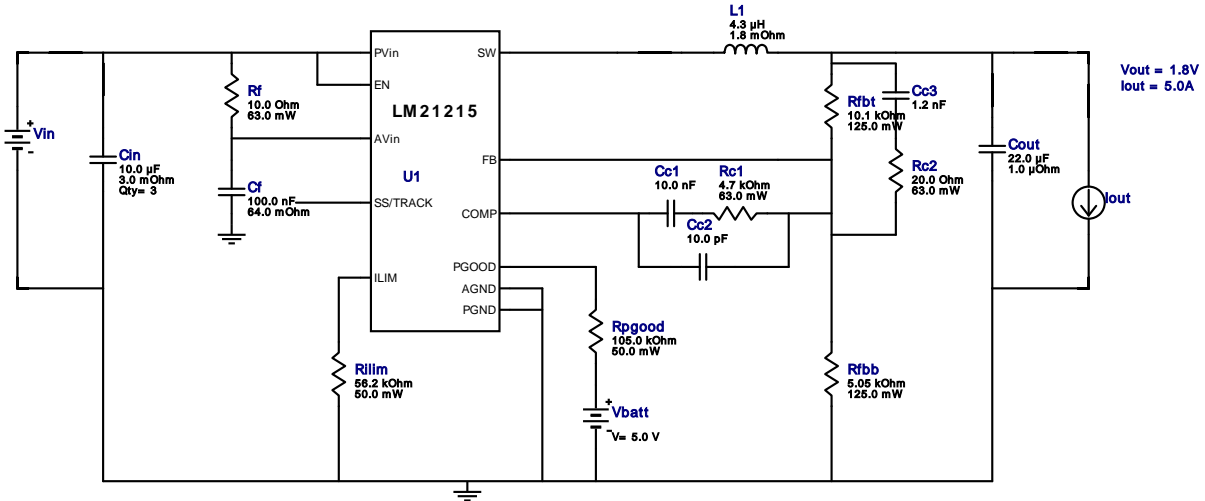 L1
4.3 µH
1.8 mOhm
PVin
SW
EN
LM21215
Rf
10.0 Ohm
63.0 mW
AVin
Vin
+
-
Cin
10.0 µF
3.0 mOhm
Qty= 3
Cf
100.0 nF
64.0 mOhm
U1
SS/TRACK
FB
COMP
PGOOD
AGND
PGND
ILIM
Cc1
10.0 nF
Rc1
4.7 kOhm
63.0 mW
Cc2
10.0 pF
Rfbt
10.1 kOhm
125.0 mW
Cc3
1.2 nF
Rc2
20.0 Ohm
63.0 mW
Cout
22.0 µF
1.0 µOhm
Iout
Vout = 1.8V
Iout = 5.0A
Rilim
56.2 kOhm
50.0 mW
Rpgood
105.0 kOhm
50.0 mW
+
Vbatt
-
V= 5.0 V
Rfbb
5.05 kOhm
125.0 mW